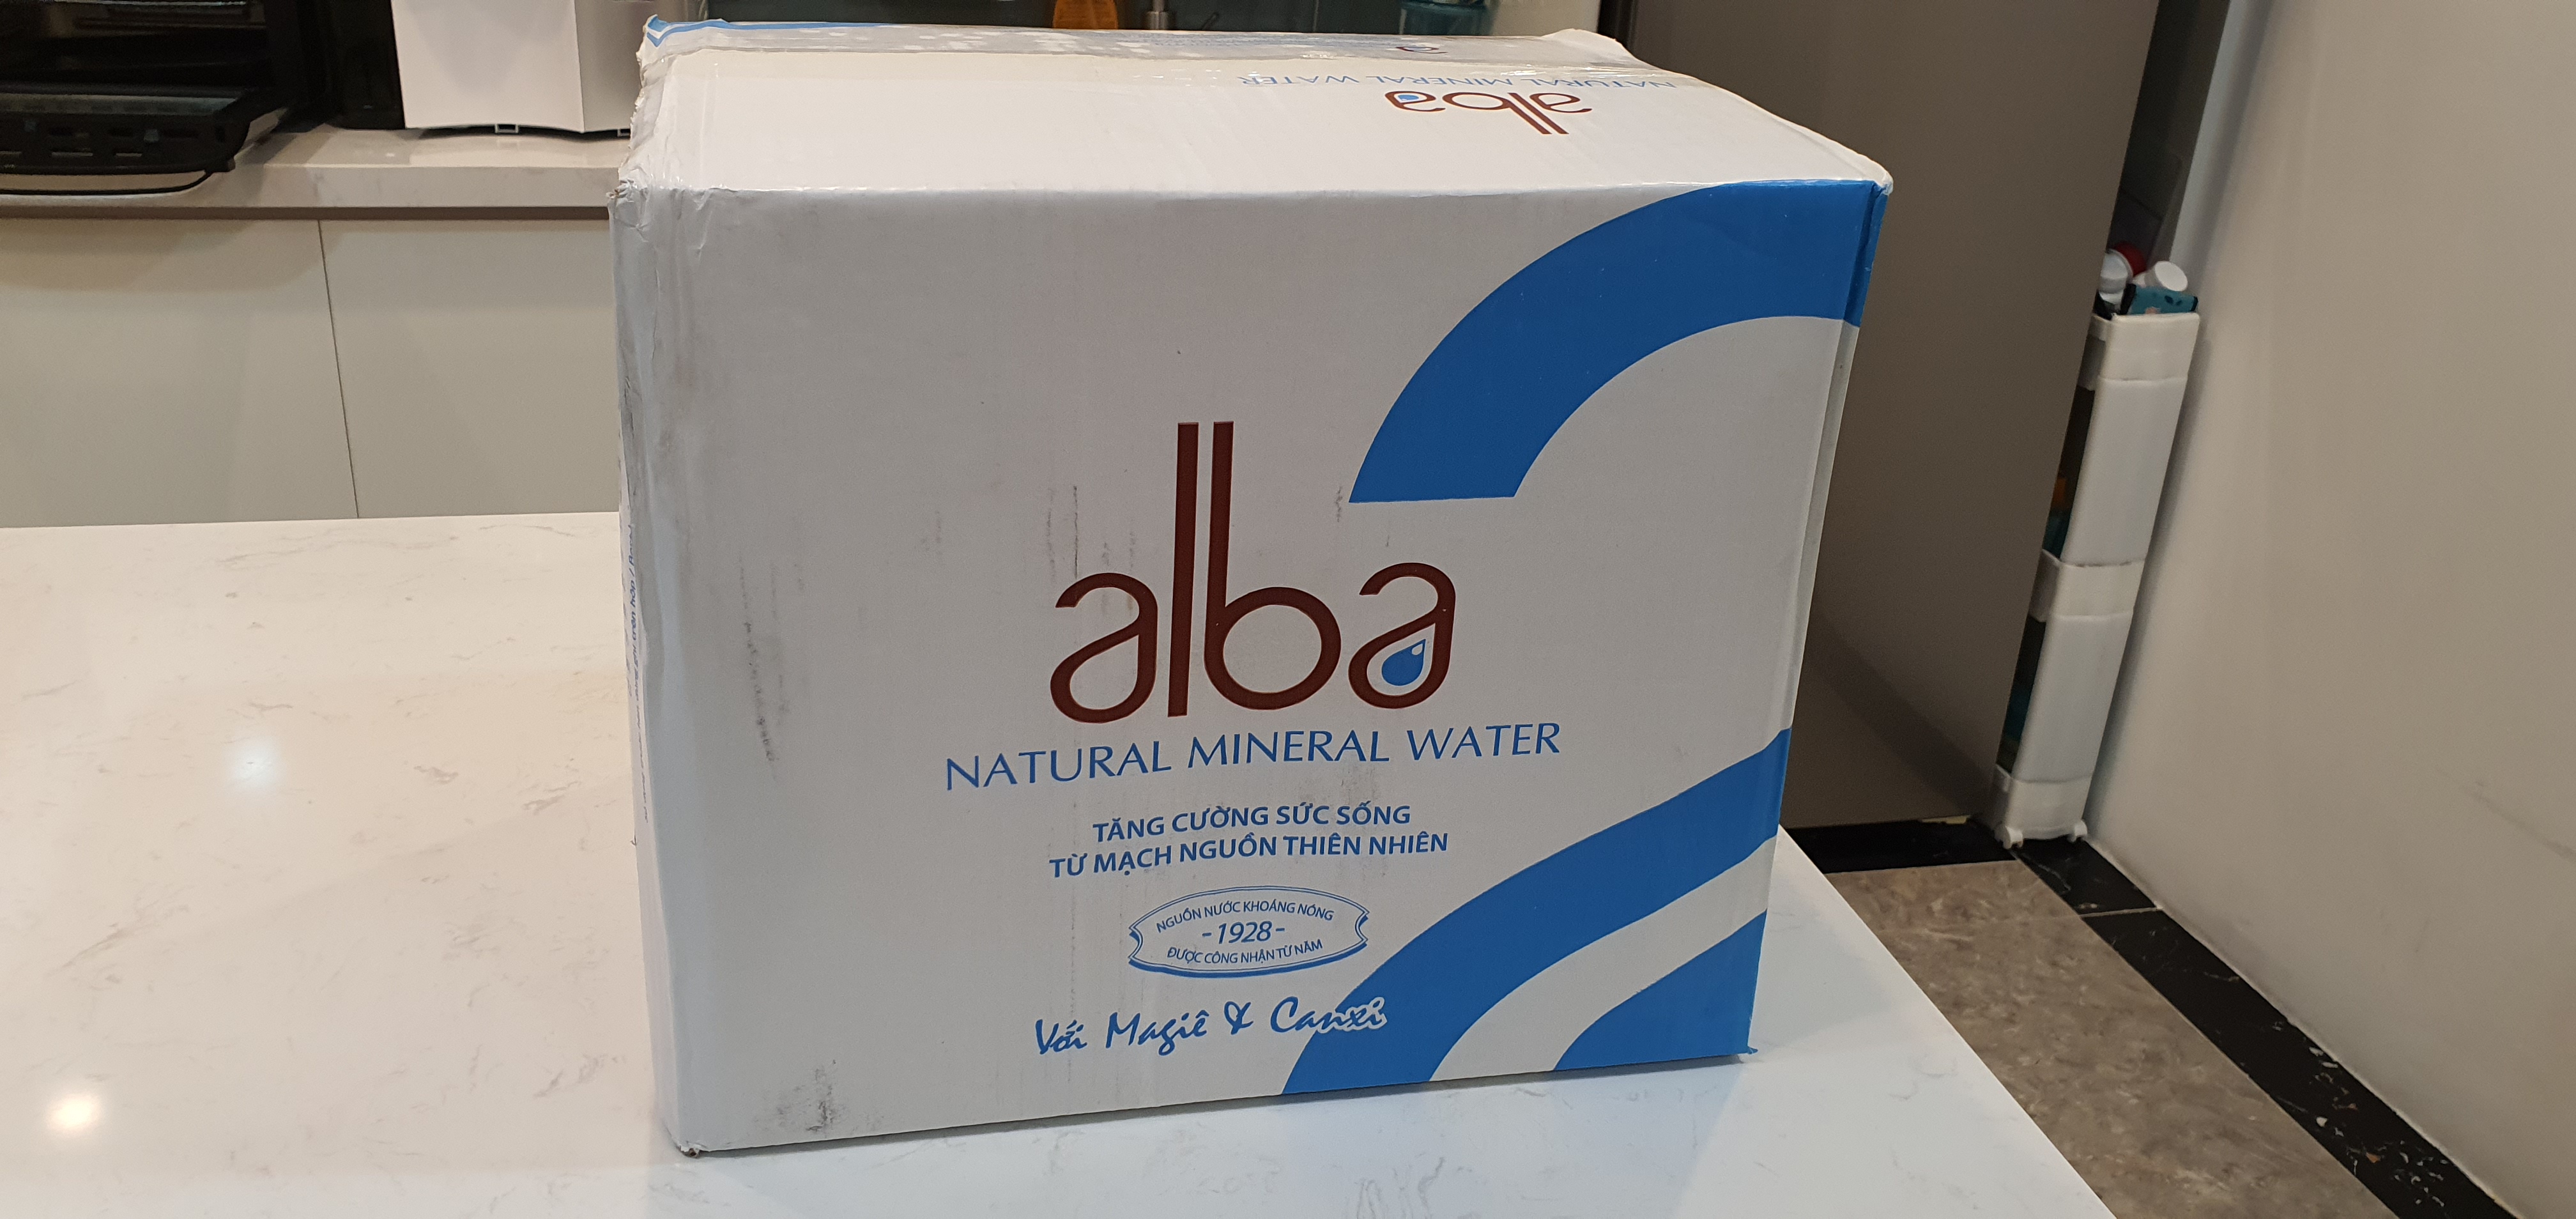 alba
NATURAL MINERAL WATER
alba
NATURAL MINERAL WATER
TĂNG CƯỜNG SỨC SỐNG
TỪ MẠCH NGUỒN THIÊN NHIÊN
NGUỒN NƯỚC KHOÁNG NÓNG
-1928-
ĐƯỢC CÔNG NHẬN TỪ NĂM
Với Magiê & Canxi